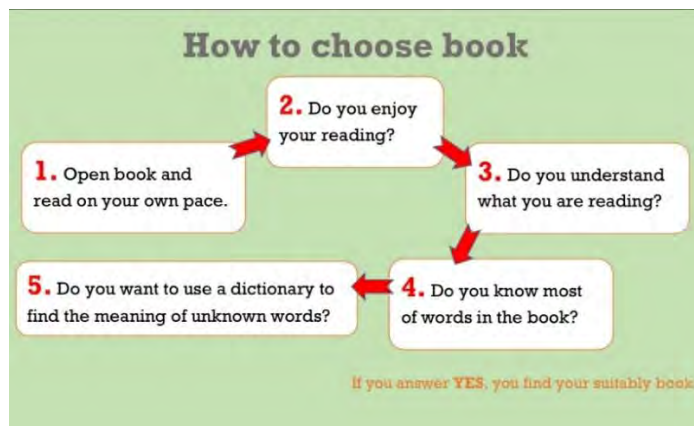 How to choose book
1. Open book and
read on your own pace.
2. Do you enjoy
your reading?
3. Do you understand
what you are reading?
4. Do you know most
of words in the book?
5. Do you want to use a dictionary to
find the meaning of unknown words?
If you answer YES, you find your suitably book